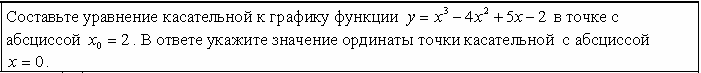 Составьте уравнение касательной к графику функции y = x³ − 4x² + 5x − 2 в точке с
абсциссой x₀ = 2 . В ответе укажите значение ординаты точки касательной с абсциссой
x = 0 .